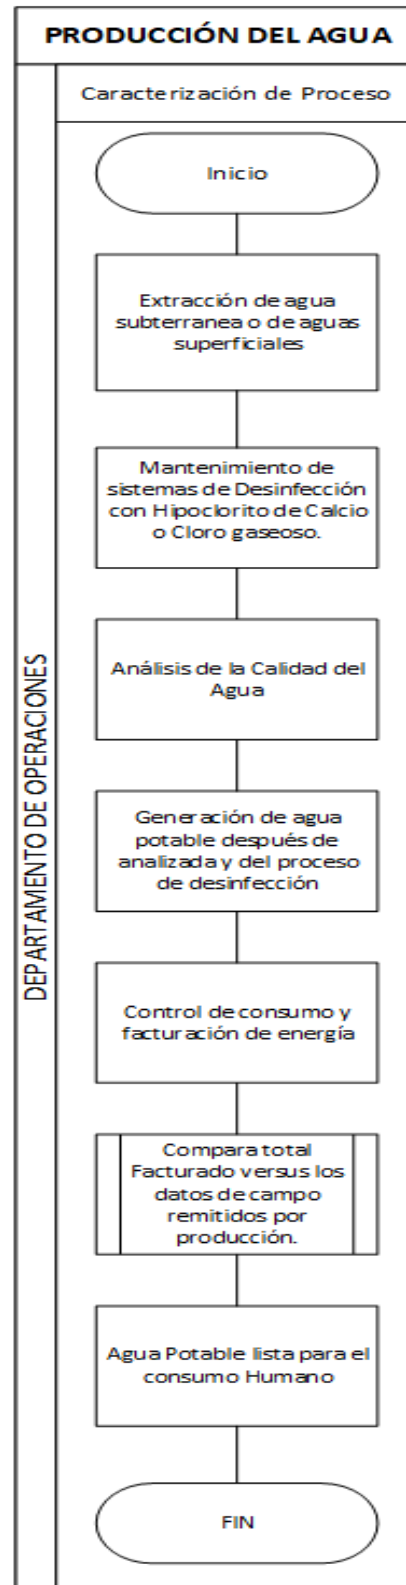 PRODUCCIÓN DEL AGUA
Caracterización de Proceso
DEPARTAMENTO DE OPERACIONES
Inicio
Extracción de agua
subterranea o de aguas
superficiales
Mantenimiento de
sistemas de Desinfección
con Hipoclorito de Calcio
o Cloro gaseoso.
Análisis de la Calidad del
Agua
Generación de agua
potable después de
analizada y del proceso
de desinfección
Control de consumo y
facturación de energía
Compara total
Facturado versus los
datos de campo
remitidos por
producción.
Agua Potable lista para el
consumo Humano
FIN